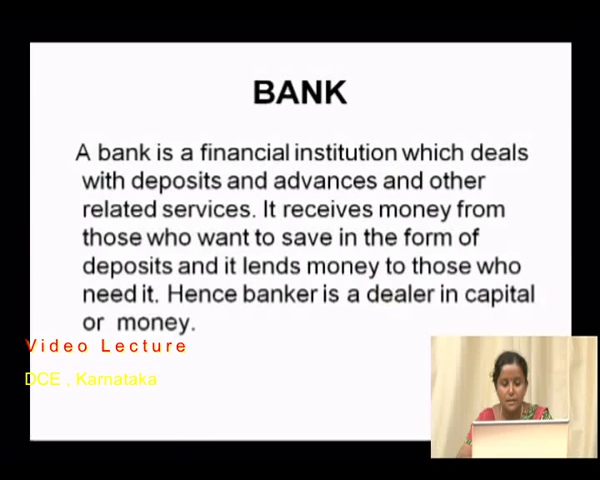 BANK
A bank is a financial institution which deals
with deposits and advances and other
related services. It receives money from
those who want to save in the form of
deposits and it lends money to those who
need it. Hence banker is a dealer in capital
or money.
Video Lecture
DCE , Karnataka